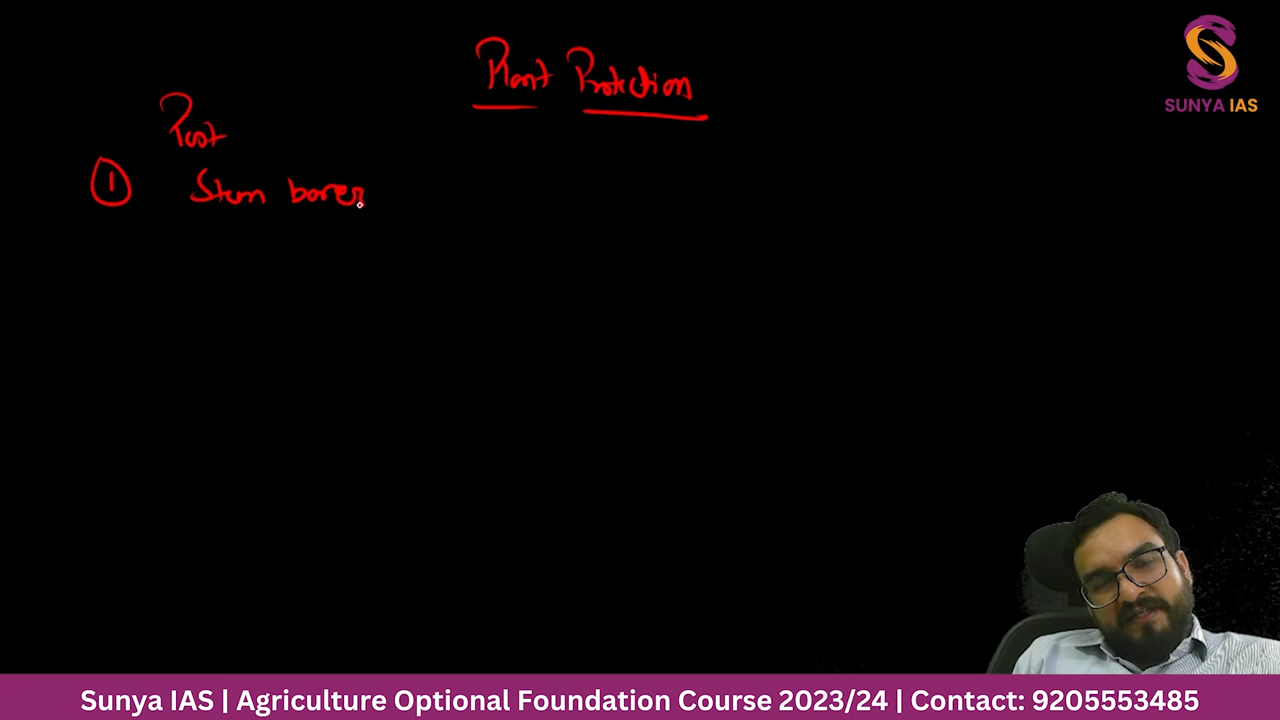 Plant Protection
SUNYA IAS
Pest
1 Stem borer
Sunya IAS | Agriculture Optional Foundation Course 2023/24 | Contact: 9205553485